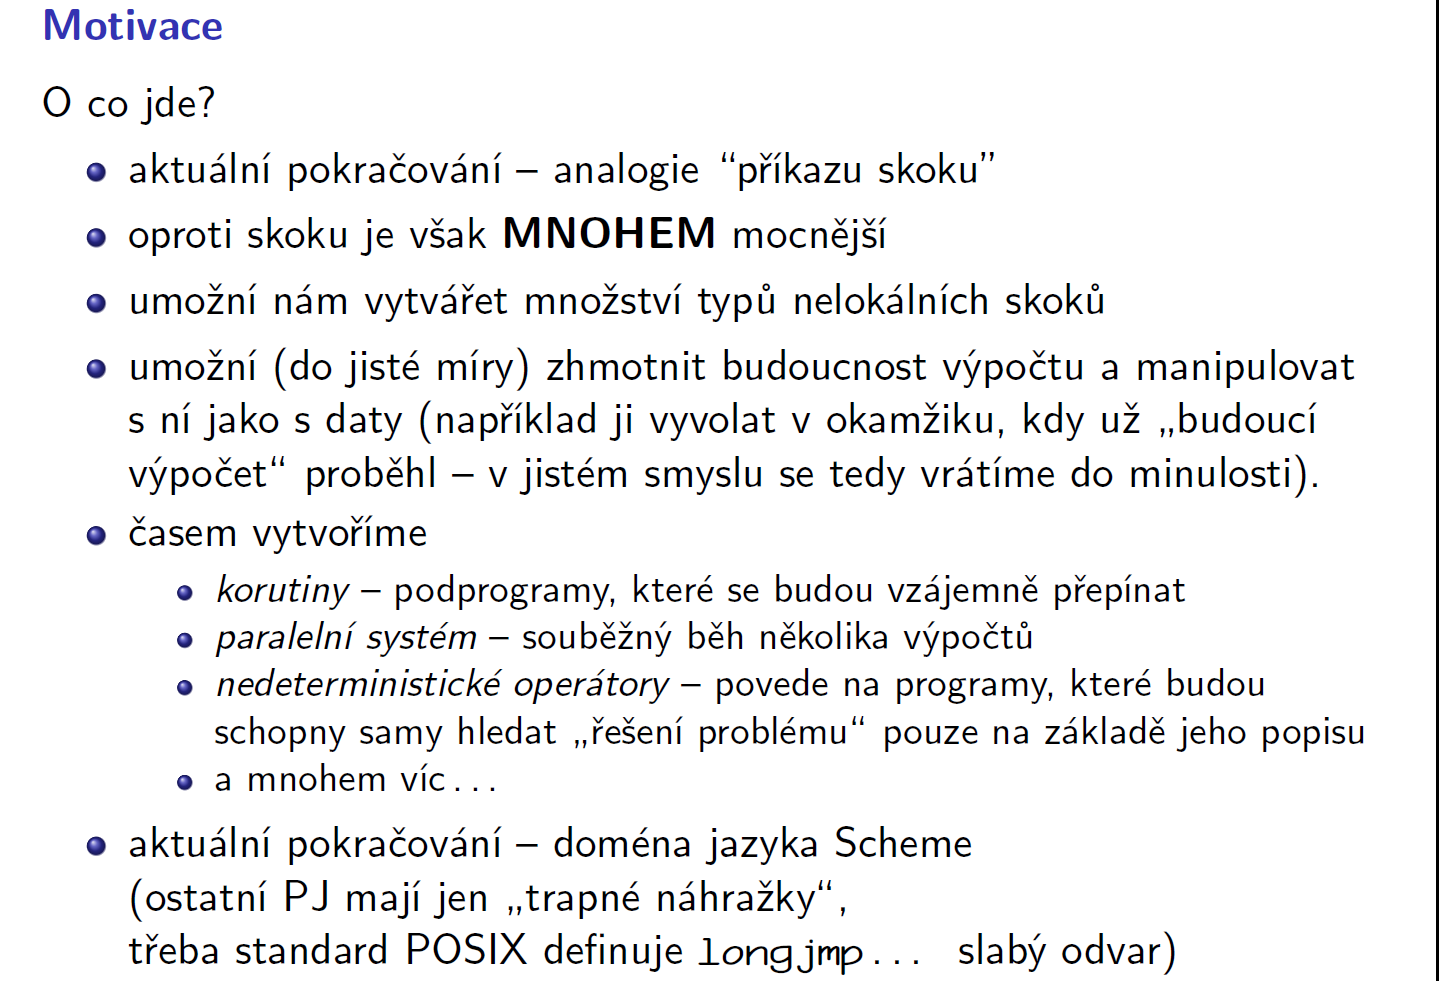 Motivace
O co jde?
aktuální pokračování – analogie “příkazu skoku”
oproti skoku je však MNOHEM mocnější
umožní nám vytvářet množství typů nelokálních skoků
umožní (do jisté míry) zhmotnit budoucnost výpočtu a manipulovat
s ní jako s daty (například ji vyvolat v okamžiku, kdy už „budoucí
výpočet“ proběhl – v jistém smyslu se tedy vrátíme do minulosti).
časem vytvoříme
korutiny – podprogramy, které se budou vzájemně přepínat
paralelní systém – souběžný běh několika výpočtů
nedeterministické operátory – povede na programy, které budou
schopny samy hledat „řešení problému“ pouze na základě jeho popisu
a mnohem víc...
aktuální pokračování – doména jazyka Scheme
(ostatní PJ mají jen „trapné náhražky“,
třeba standard POSIX definuje longjmp... slabý odvar)